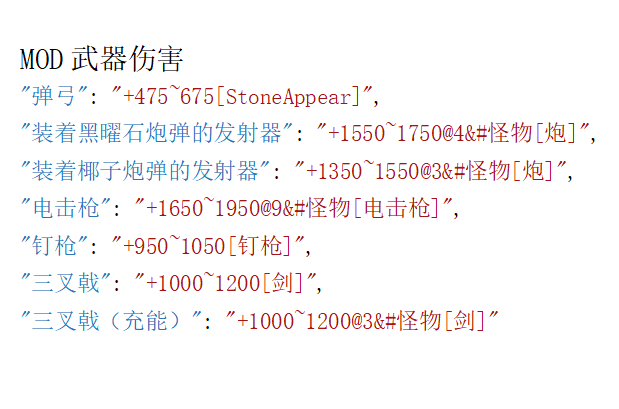 MOD 武器伤害
"弹弓": "+475~675[StoneAppear]",
"装着黑曜石炮弹的发射器": "+1550~1750@4&#怪物[炮]",
"装着椰子炮弹的发射器": "+1350~1550@3&#怪物[炮]",
"电击枪": "+1650~1950@9&#怪物[电击枪]",
"钉枪": "+950~1050[钉枪]",
"三叉戟": "+1000~1200[剑]",
"三叉戟（充能）": "+1000~1200@3&#怪物[剑]"